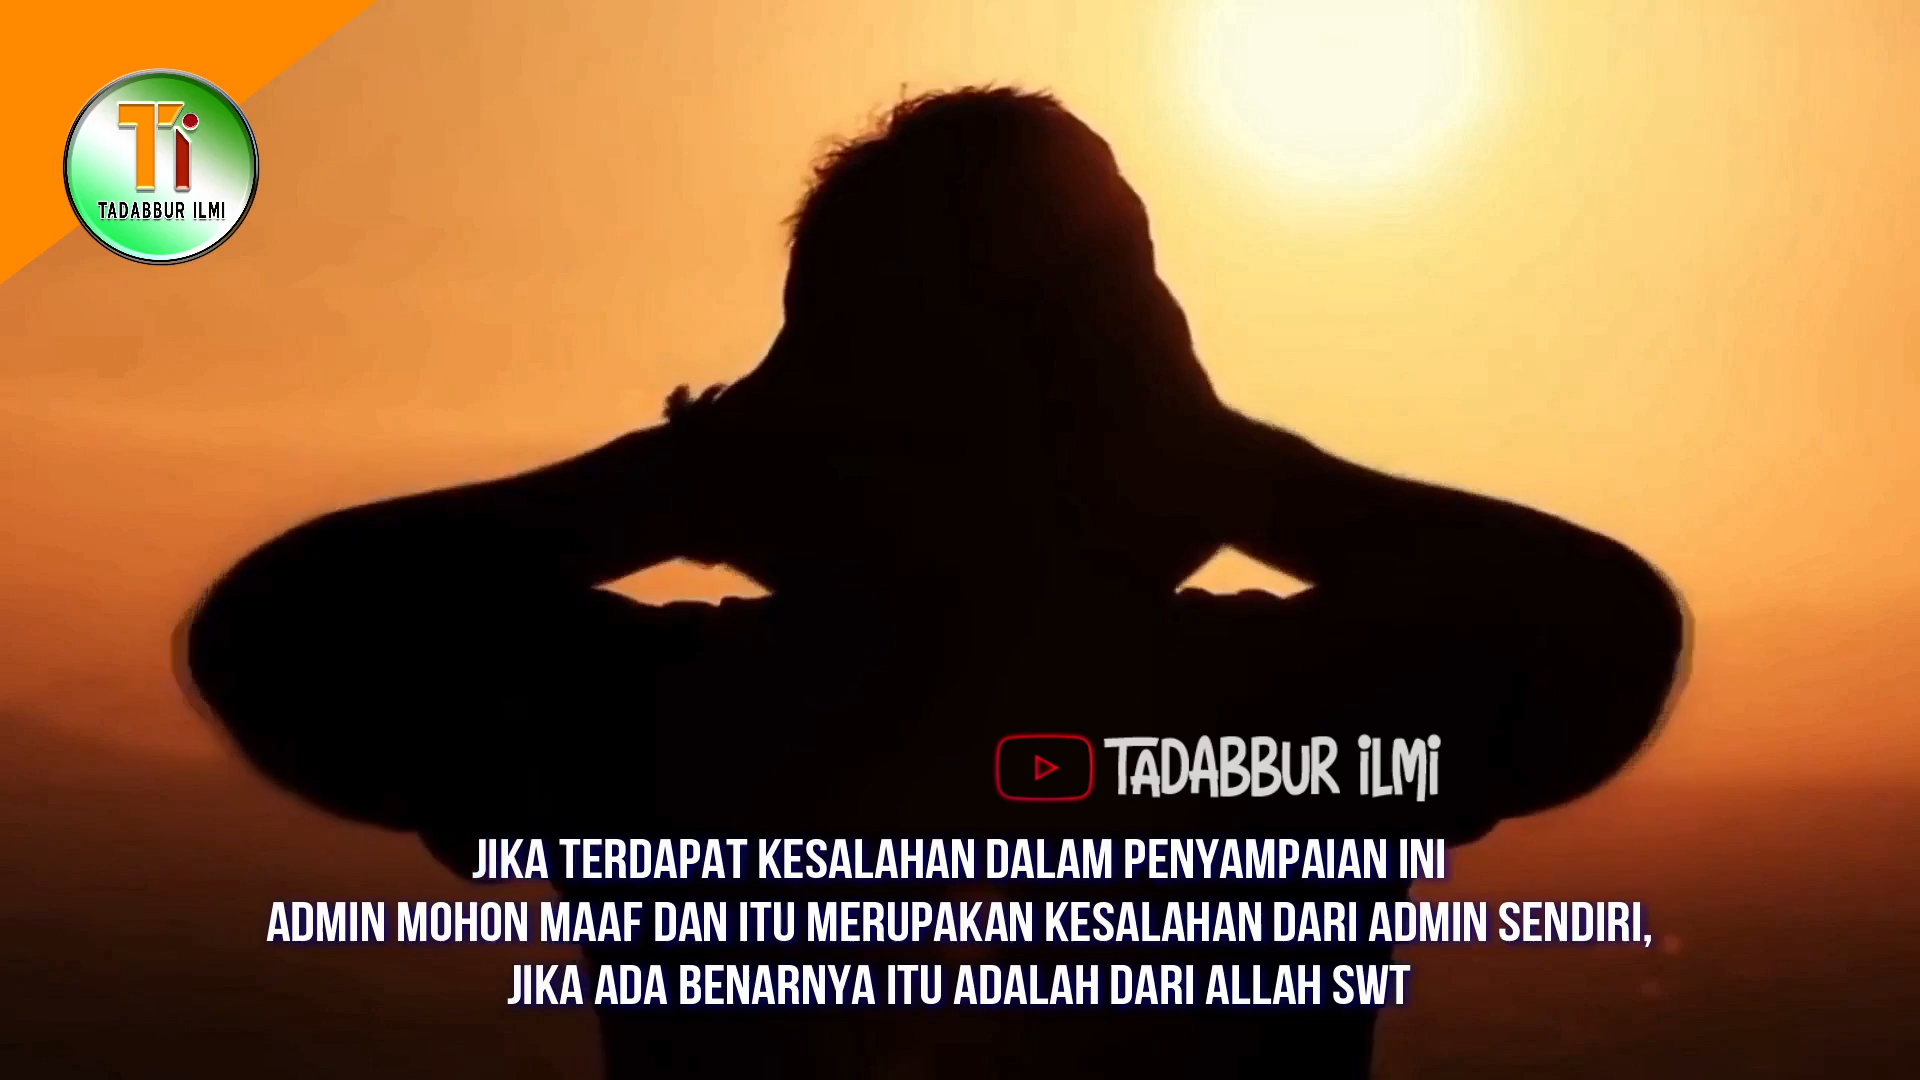 Ti
TADABBUR ILMI
TADABBUR ILMI
JIKA TERDAPAT KESALAHAN DALAM PENYAMPAIAN INI
ADMIN MOHON MAAF DAN ITU MERUPAKAN KESALAHAN DARI ADMIN SENDIRI,
JIKA ADA BENARNYA ITU ADALAH DARI ALLAH SWT